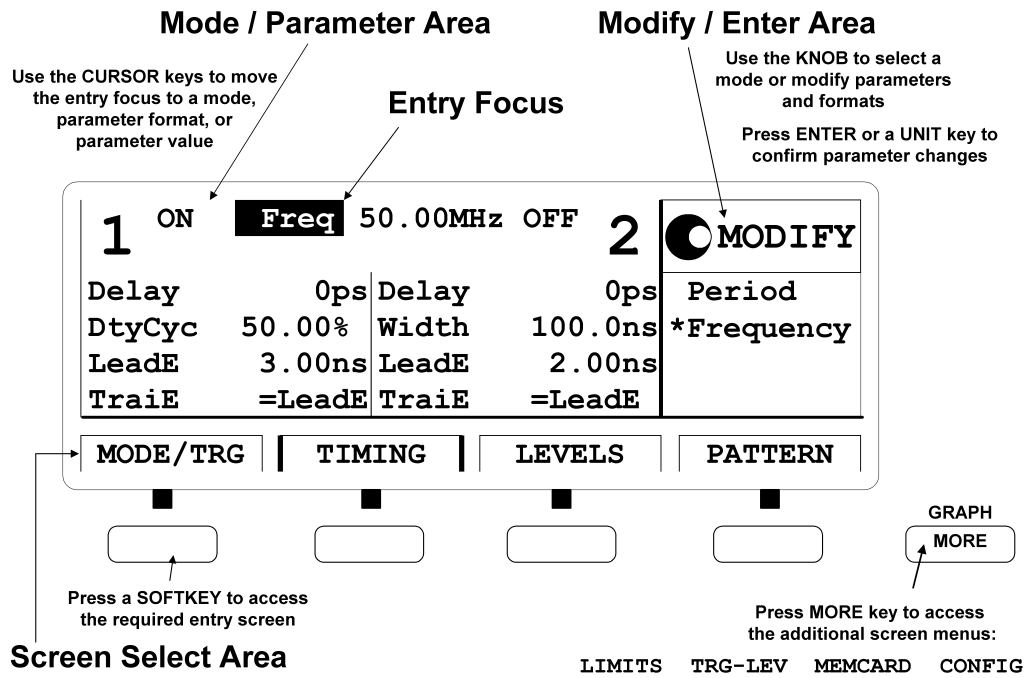 Mode / Parameter Area
Modify / Enter Area
Use the CURSOR keys to move
the entry focus to a mode,
parameter format, or
parameter value
Entry Focus
Use the KNOB to select a
mode or modify parameters
and formats
Press ENTER or a UNIT key to
confirm parameter changes
1 ON Freq 50.00MHz OFF 2 MODIFY
Delay 0ps Delay 0ps Period
DtyCyc 50.00% Width 100.0ns *Frequency
LeadE 3.00ns LeadE 2.00ns
TraiE =LeadE TraiE =LeadE
MODE/TRG TIMING LEVELS PATTERN
GRAPH
MORE
Press a SOFTKEY to access
the required entry screen
Press MORE key to access
the additional screen menus:
Screen Select Area
LIMITS TRG-LEV MEMCARD CONFIG